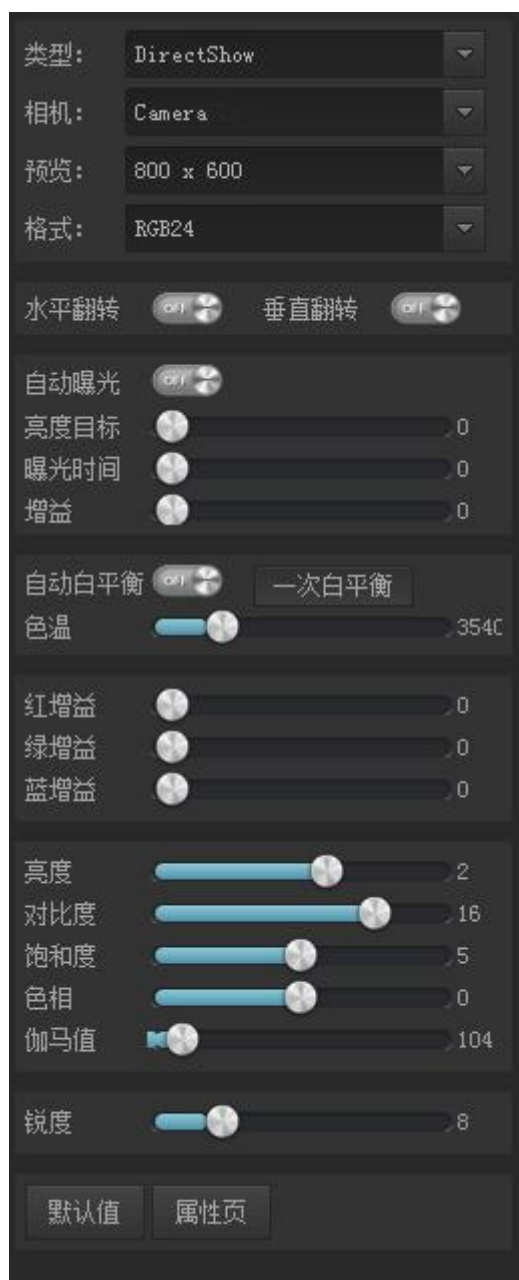 类型: DirectShow
相机: Camera
预览: 800 x 600
格式: RGB24
水平翻转 OFF 垂直翻转 OFF
自动曝光 OFF
亮度目标 0
曝光时间 0
增益 0
自动白平衡 OFF 一次白平衡
色温 3540
红增益 0
绿增益 0
蓝增益 0
亮度 2
对比度 16
饱和度 5
色相 0
伽马值 104
锐度 8
默认值 属性页